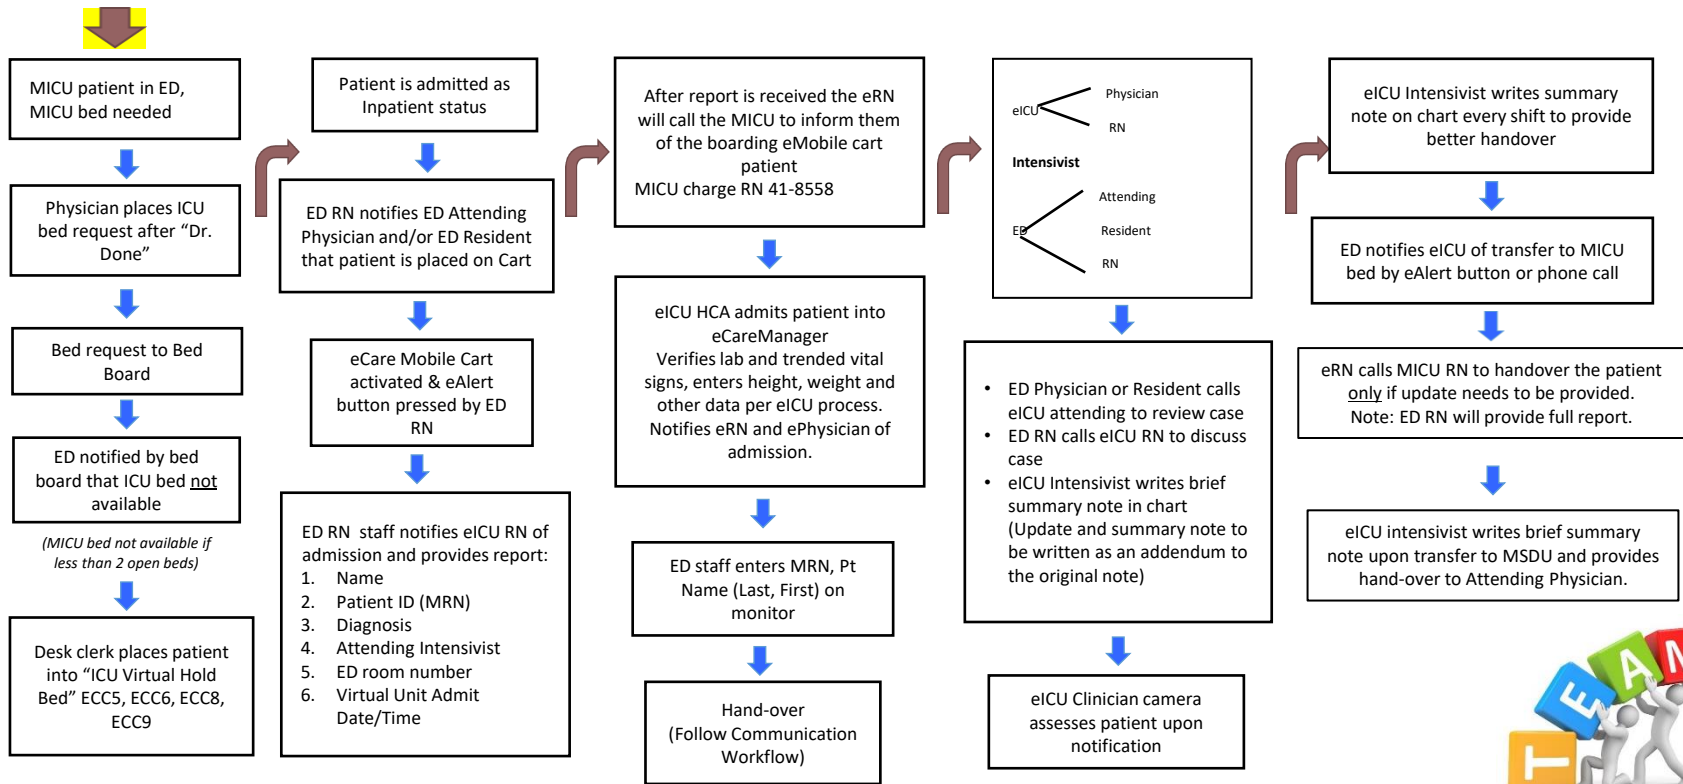 MICU patient in ED,
MICU bed needed
Physician places ICU
bed request after “Dr.
Done”
Bed request to Bed
Board
ED notified by bed
board that ICU bed not
available
(MICU bed not available if
less than 2 open beds)
Desk clerk places patient
into “ICU Virtual Hold
Bed” ECC5, ECC6, ECC8,
ECC9
Patient is admitted as
Inpatient status
ED RN notifies ED Attending
Physician and/or ED Resident
that patient is placed on Cart
eCare Mobile Cart
activated & eAlert
button pressed by ED
RN
ED RN staff notifies eICU RN of
admission and provides report:
1. Name
2. Patient ID (MRN)
3. Diagnosis
4. Attending Intensivist
5. ED room number
6. Virtual Unit Admit
Date/Time
After report is received the eRN
will call the MICU to inform them
of the boarding eMobile cart
patient
MICU charge RN 41-8558
eICU HCA admits patient into
eCareManager
Verifies lab and trended vital
signs, enters height, weight and
other data per eICU process.
Notifies eRN and ePhysician of
admission.
ED staff enters MRN, Pt
Name (Last, First) on
monitor
Hand-over
(Follow Communication
Workflow)
Physician
eICU
RN
Intensivist
Attending
ED Resident
RN
• ED Physician or Resident calls
eICU attending to review case
• ED RN calls eICU RN to discuss
case
• eICU Intensivist writes brief
summary note in chart
(Update and summary note to
be written as an addendum to
the original note)
eICU Clinician camera
assesses patient upon
notification
eICU Intensivist writes summary
note on chart every shift to provide
better handover
ED notifies eICU of transfer to MICU
bed by eAlert button or phone call
eRN calls MICU RN to handover the patient
only if update needs to be provided.
Note: ED RN will provide full report.
eICU intensivist writes brief summary
note upon transfer to MSDU and provides
hand-over to Attending Physician.
TEAM